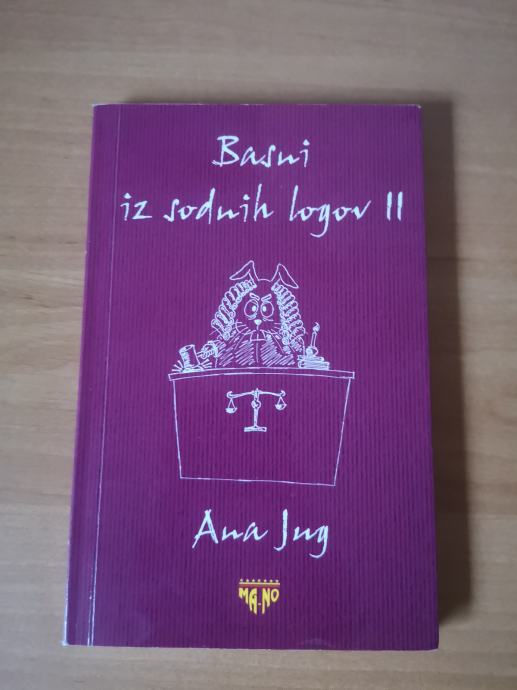 Basni
iz sodnih logov II
Ana Jug
MA-NO